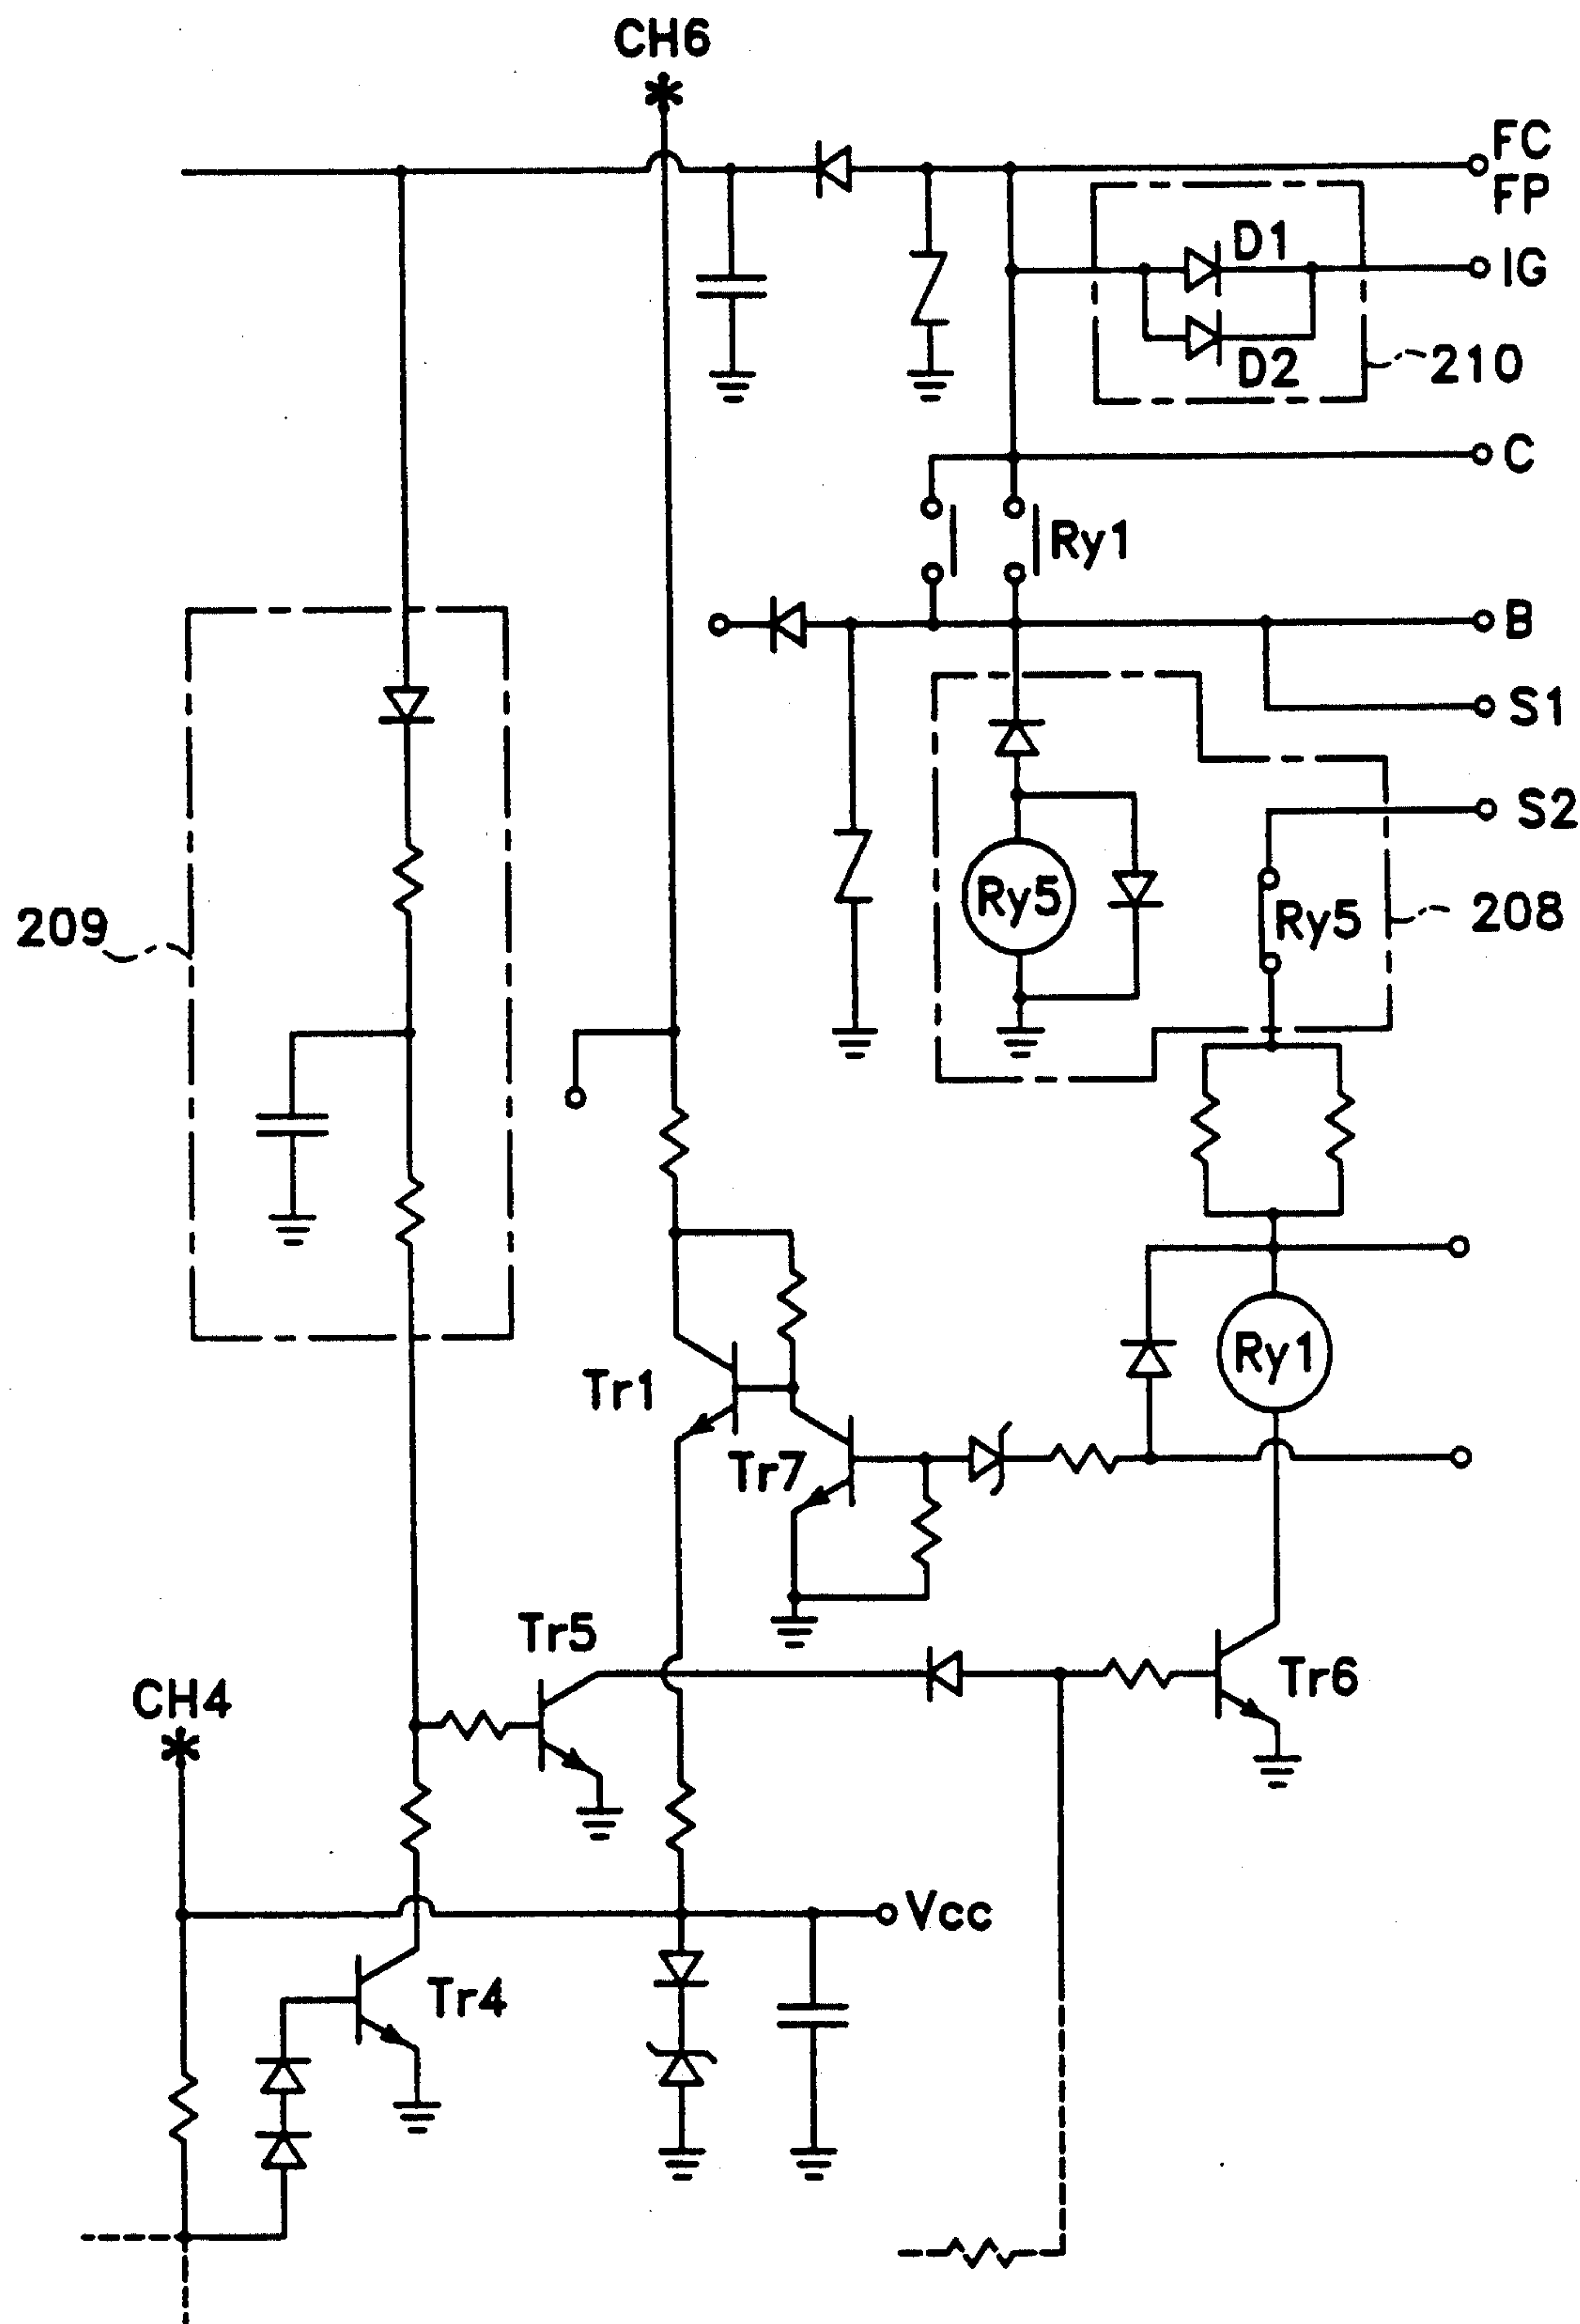 CH6
FC
FP
D1
IG
D2
210
C
Ry1
B
S1
S2
Ry5
Ry5
208
209
Ry1
Tr1
Tr7
Tr5
Tr6
CH4
Vcc
Tr4